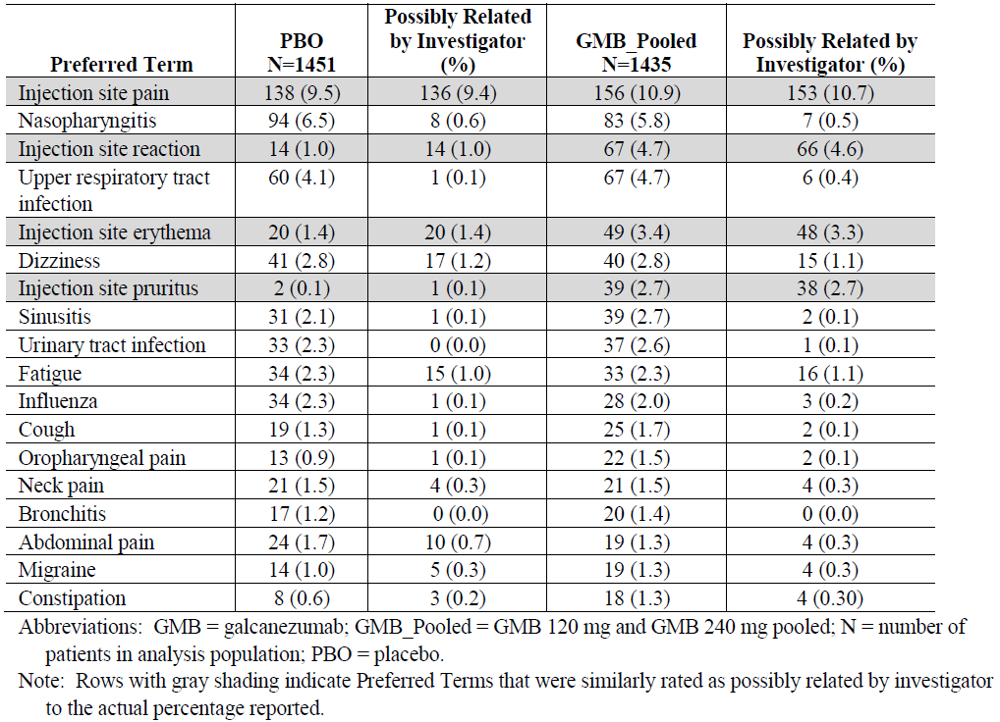 Preferred Term PBO N=1451 Possibly Related by Investigator (%) GMB_Pooled N=1435 Possibly Related by Investigator (%)
Injection site pain 138 (9.5) 136 (9.4) 156 (10.9) 153 (10.7)
Nasopharyngitis 94 (6.5) 8 (0.6) 83 (5.8) 7 (0.5)
Injection site reaction 14 (1.0) 14 (1.0) 67 (4.7) 66 (4.6)
Upper respiratory tract infection 60 (4.1) 1 (0.1) 67 (4.7) 6 (0.4)
Injection site erythema 20 (1.4) 20 (1.4) 49 (3.4) 48 (3.3)
Dizziness 41 (2.8) 17 (1.2) 40 (2.8) 15 (1.1)
Injection site pruritus 2 (0.1) 1 (0.1) 39 (2.7) 38 (2.7)
Sinusitis 31 (2.1) 1 (0.1) 39 (2.7) 2 (0.1)
Urinary tract infection 33 (2.3) 0 (0.0) 37 (2.6) 1 (0.1)
Fatigue 34 (2.3) 15 (1.0) 33 (2.3) 16 (1.1)
Influenza 34 (2.3) 1 (0.1) 28 (2.0) 3 (0.2)
Cough 19 (1.3) 1 (0.1) 25 (1.7) 2 (0.1)
Oropharyngeal pain 13 (0.9) 1 (0.1) 22 (1.5) 2 (0.1)
Neck pain 21 (1.5) 4 (0.3) 21 (1.5) 4 (0.3)
Bronchitis 17 (1.2) 0 (0.0) 20 (1.4) 0 (0.0)
Abdominal pain 24 (1.7) 10 (0.7) 19 (1.3) 4 (0.3)
Migraine 14 (1.0) 5 (0.3) 19 (1.3) 4 (0.3)
Constipation 8 (0.6) 3 (0.2) 18 (1.3) 4 (0.30)
Abbreviations: GMB = galcanezumab; GMB_Pooled = GMB 120 mg and GMB 240 mg pooled; N = number of
patients in analysis population; PBO = placebo.
Note: Rows with gray shading indicate Preferred Terms that were similarly rated as possibly related by investigator
to the actual percentage reported.